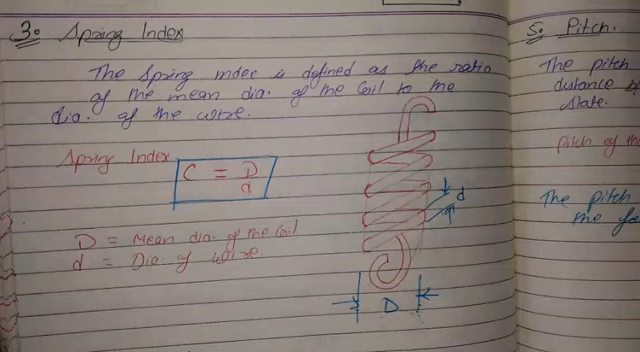 3. Spring Index
The Spring index is defined as the ratio
of the mean dia. of the Coil to the
dia. of the wire.
Spring Index
C = D/d
D = Mean dia. of the Coil
d = Dia of wire.
d
D
5. Pitch.
The pitch
distance
State.
Pitch of the
The pitch
me